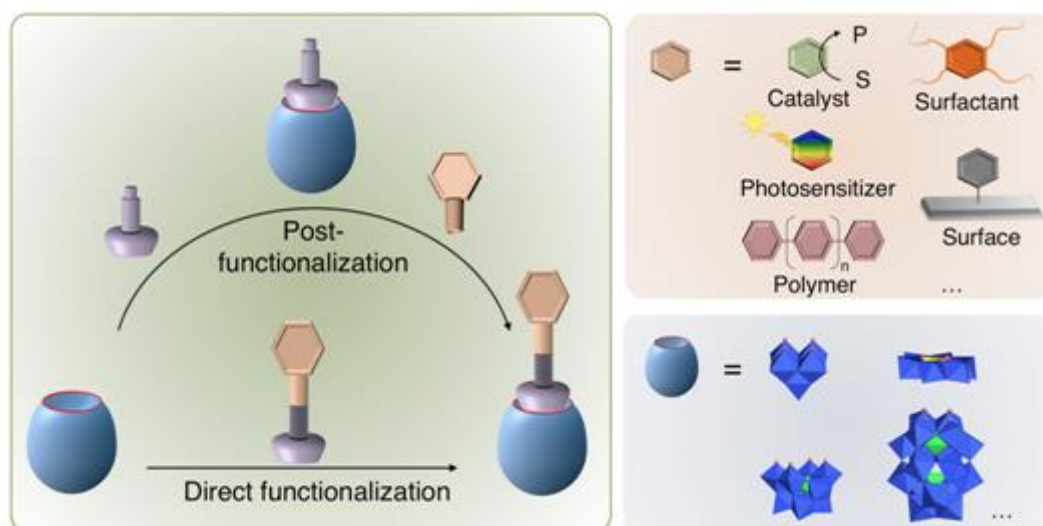 Post-
functionalization
Direct functionalization
=
P
S
Catalyst
Surfactant
Photosensitizer
n
Polymer
Surface
...
=
...